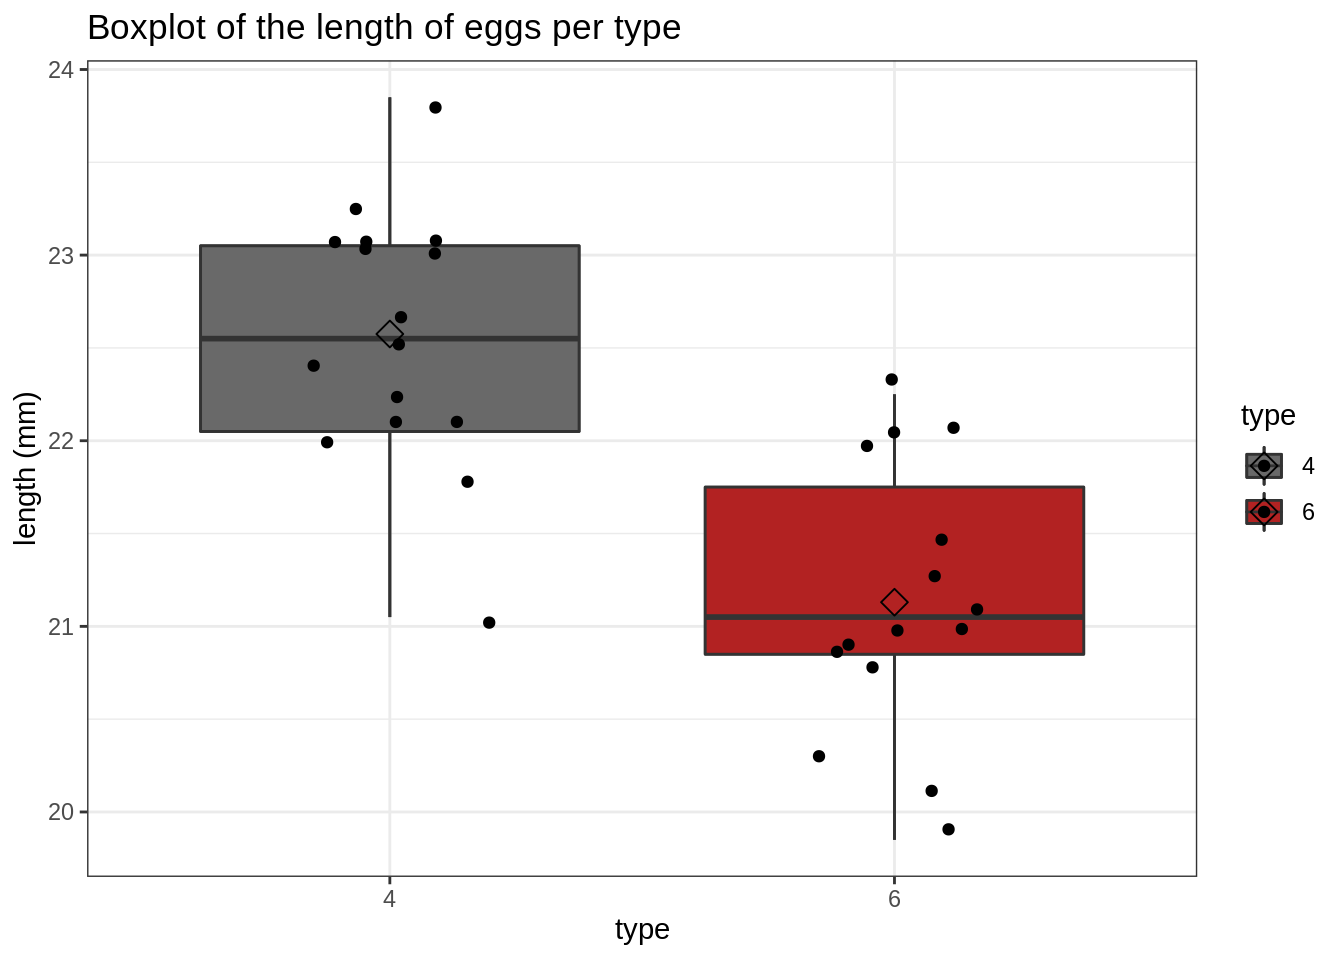 Boxplot of the length of eggs per type
24
23
22
21
20
length (mm)
4
6
type
type
4
6